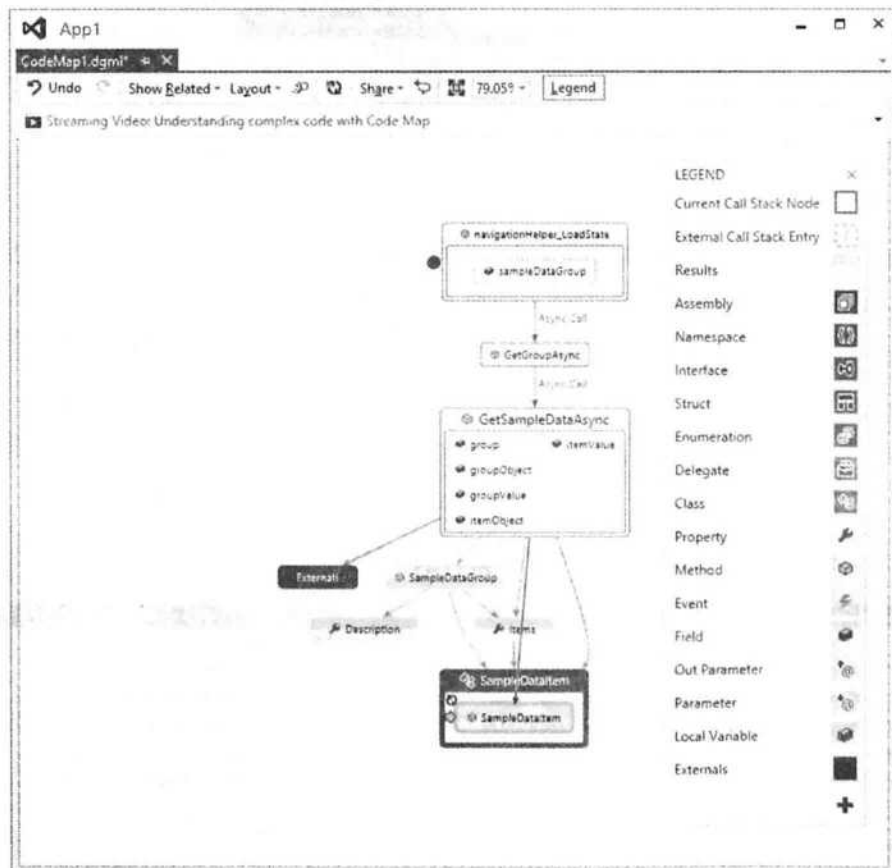 App1
CodeMap1.dgml*
Undo Show Related Layout Share 79.05% Legend
Streaming Video: Understanding complex code with Code Map
LEGEND
Current Call Stack Node
External Call Stack Entry
Results
Assembly
Namespace
Interface
Struct
Enumeration
Delegate
Class
Property
Method
Event
Field
Out Parameter
Parameter
Local Variable
Externals
navigationHelper_LoadState
sampleDataGroup
Async Call
GetGroupAsync
Async Call
GetSampleDataAsync
group itemValue
groupObject
groupValue
itemObject
Externals
SampleDataGroup
Description
Items
SampleDataItem
SampleDataItem